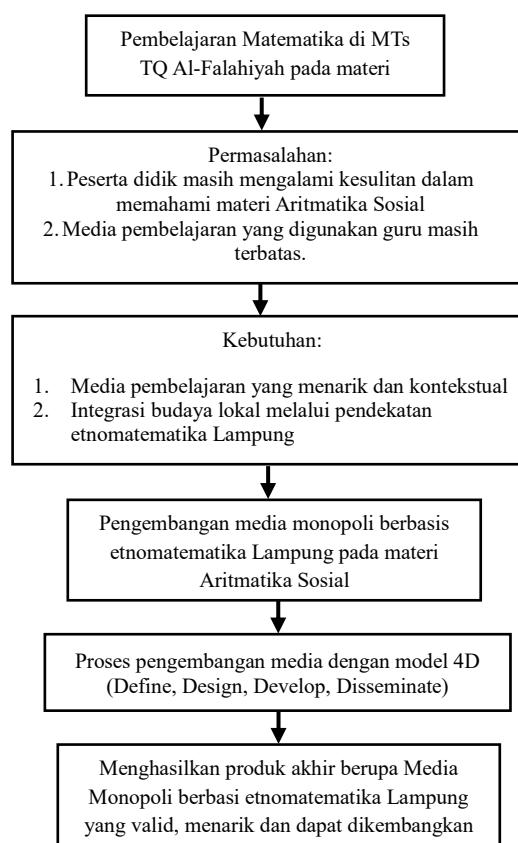 Pembelajaran Matematika di MTs
TQ Al-Falahiyah pada materi
Permasalahan:
1. Peserta didik masih mengalami kesulitan dalam
memahami materi Aritmatika Sosial
2. Media pembelajaran yang digunakan guru masih
terbatas.
Kebutuhan:
1. Media pembelajaran yang menarik dan kontekstual
2. Integrasi budaya lokal melalui pendekatan
etnomatematika Lampung
Pengembangan media monopoli berbasis
etnomatematika Lampung pada materi
Aritmatika Sosial
Proses pengembangan media dengan model 4D
(Define, Design, Develop, Disseminate)
Menghasilkan produk akhir berupa Media
Monopoli berbasi etnomatematika Lampung
yang valid, menarik dan dapat dikembangkan